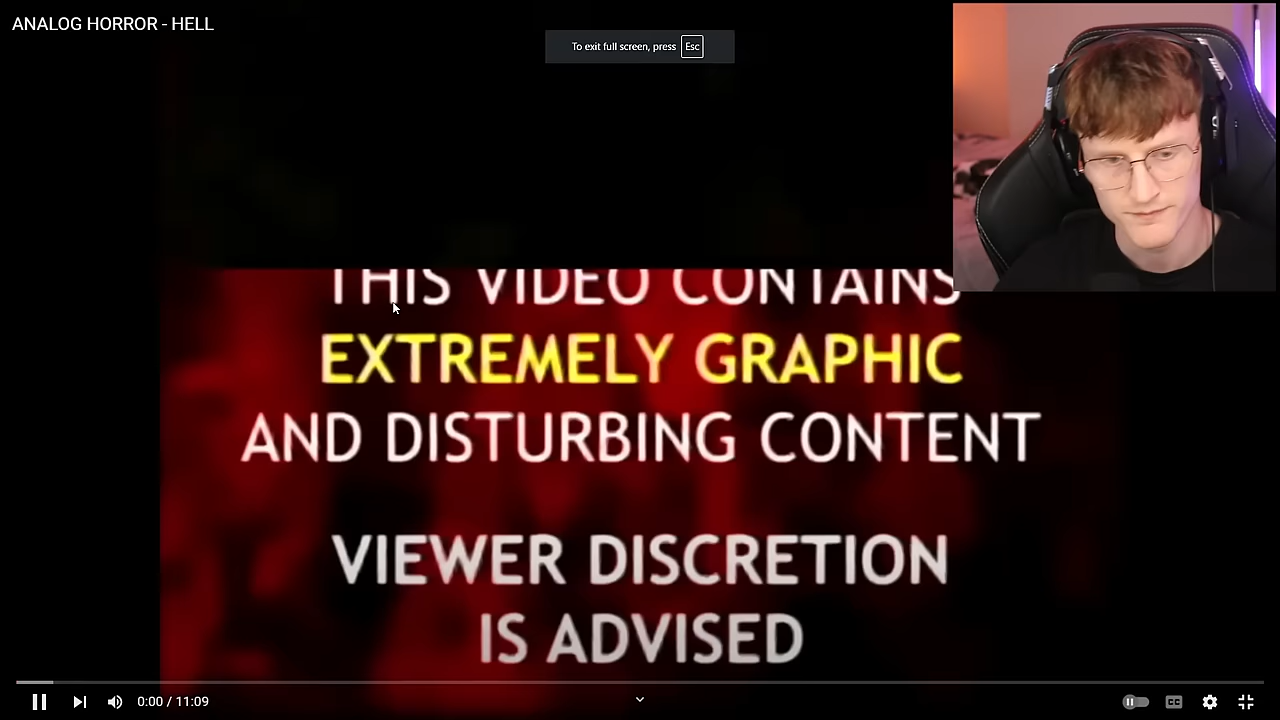 ANALOG HORROR - HELL
To exit full screen, press Esc
THIS VIDEO CONTAINS
EXTREMELY GRAPHIC
AND DISTURBING CONTENT
VIEWER DISCRETION
IS ADVISED
0:00 / 11:09
CC